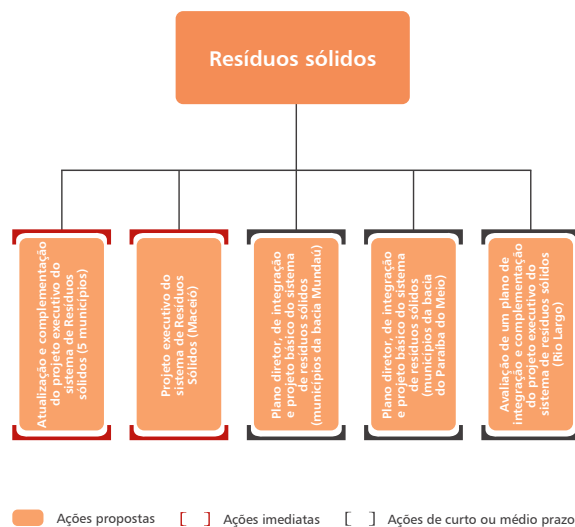 Resíduos sólidos
Atualização e complementação
do projeto executivo do
sistema de Resíduos
sólidos (5 municípios)
Projeto executivo do
sistema de Resíduos
Sólidos (Maceió)
Plano diretor, de integração
e projeto básico do sistema
de resíduos sólidos
(municípios da bacia Mundaú)
Plano diretor, de integração
e projeto básico do sistema
de resíduos sólidos
(municípios da bacia
do Paraíba do Meio)
Avaliação de um plano de
integração e complementação
do projeto executivo do
sistema de resíduos sólidos
(Rio Largo)
Ações propostas
Ações imediatas
Ações de curto ou médio prazo